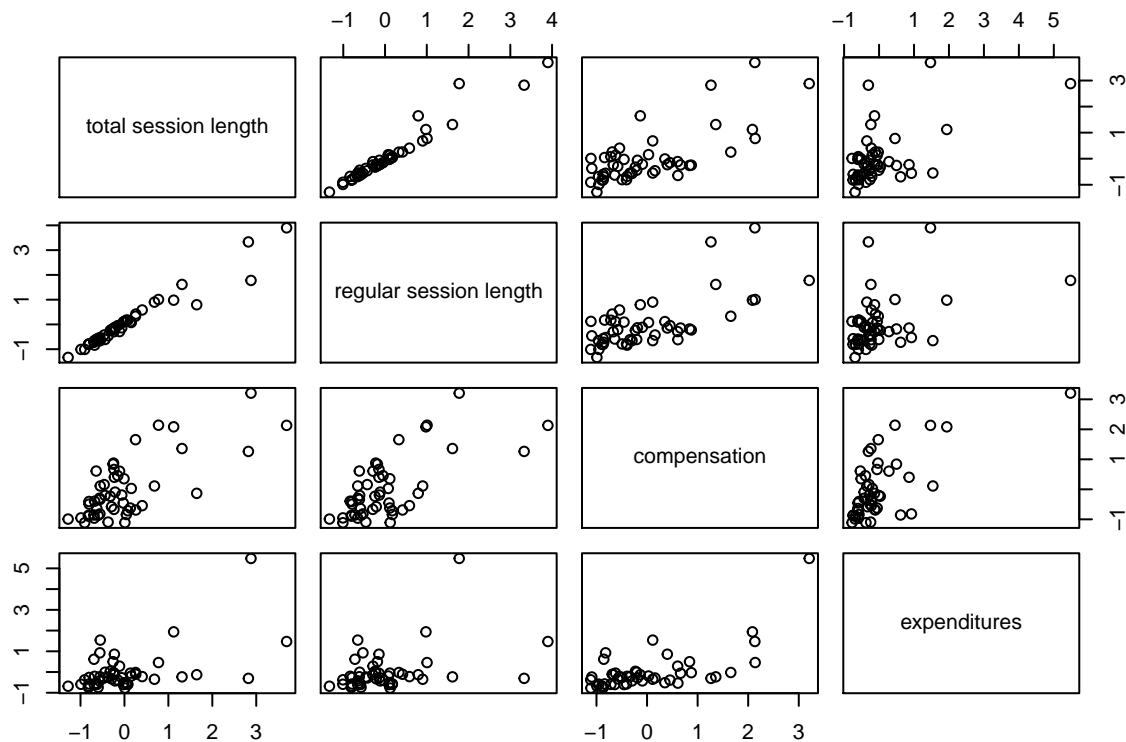 −1 0 1 2 3 4
−1 0 1 2 3 5
total session length
−1 1 3
−1 1 3
regular session length
compensation
−1 1 2 3
−1 1 3 5
expenditures
−1 0 1 2 3
−1 0 1 2 3